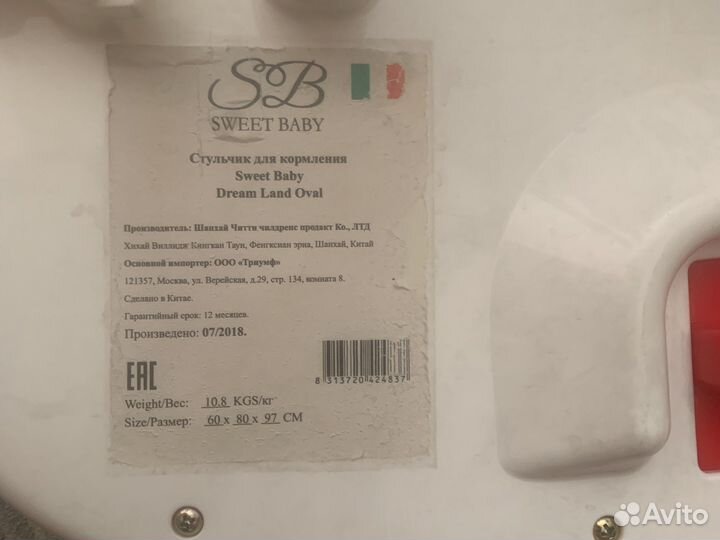 SB
SWEET BABY
Стульчик для кормления
Sweet Baby
Dream Land Oval
Производитель: Шанхай Читти чилдренс продакт Ко., ЛТД
Хихай Виллидж Кингкан Таун, Фенгксиан эриа, Шанхай, Китай
Основной импортер: ООО «Триумф»
121357, Москва, ул. Верейская, д.29, стр. 134, комната 8.
Сделано в Китае.
Гарантийный срок: 12 месяцев.
Произведено: 07/2018.
EAC
8 313720 424837
Weight/Вес: 10.8 KGS/кг
Size/Размер: 60 x 80 x 97 CM
Avito